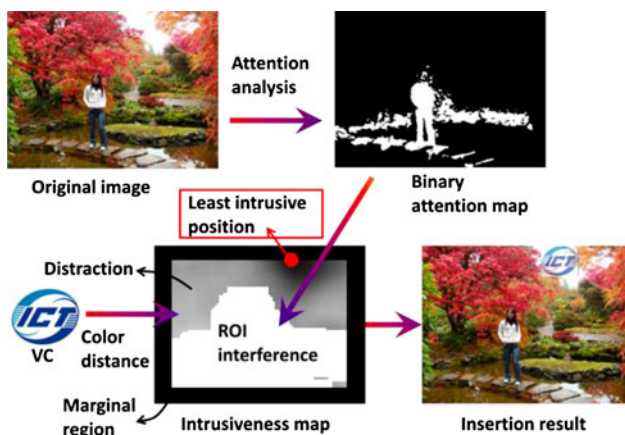 Attention
analysis
Original image
Binary
attention map
Least intrusive
position
Distraction
ICT
VC
Color
distance
ROI
interference
Marginal
region
Intrusiveness map
ICT
Insertion result